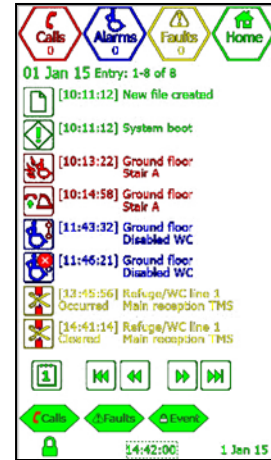 Calls Alarms Faults Home
0 0 0
01 Jan 15 Entry: 1-8 of 8
[10:11:12] New file created
[10:11:12] System boot
[10:13:22] Ground floor
Stair A
[10:14:58] Ground floor
Stair A
[11:43:32] Ground floor
Disabled WC
[11:46:21] Ground floor
Disabled WC
[13:45:56] Refuge/WC line 1
Occurred Main reception TMS
[14:41:14] Refuge/WC line 1
Cleared Main reception TMS
1
Calls Faults Event
14:42:00 1 Jan 15